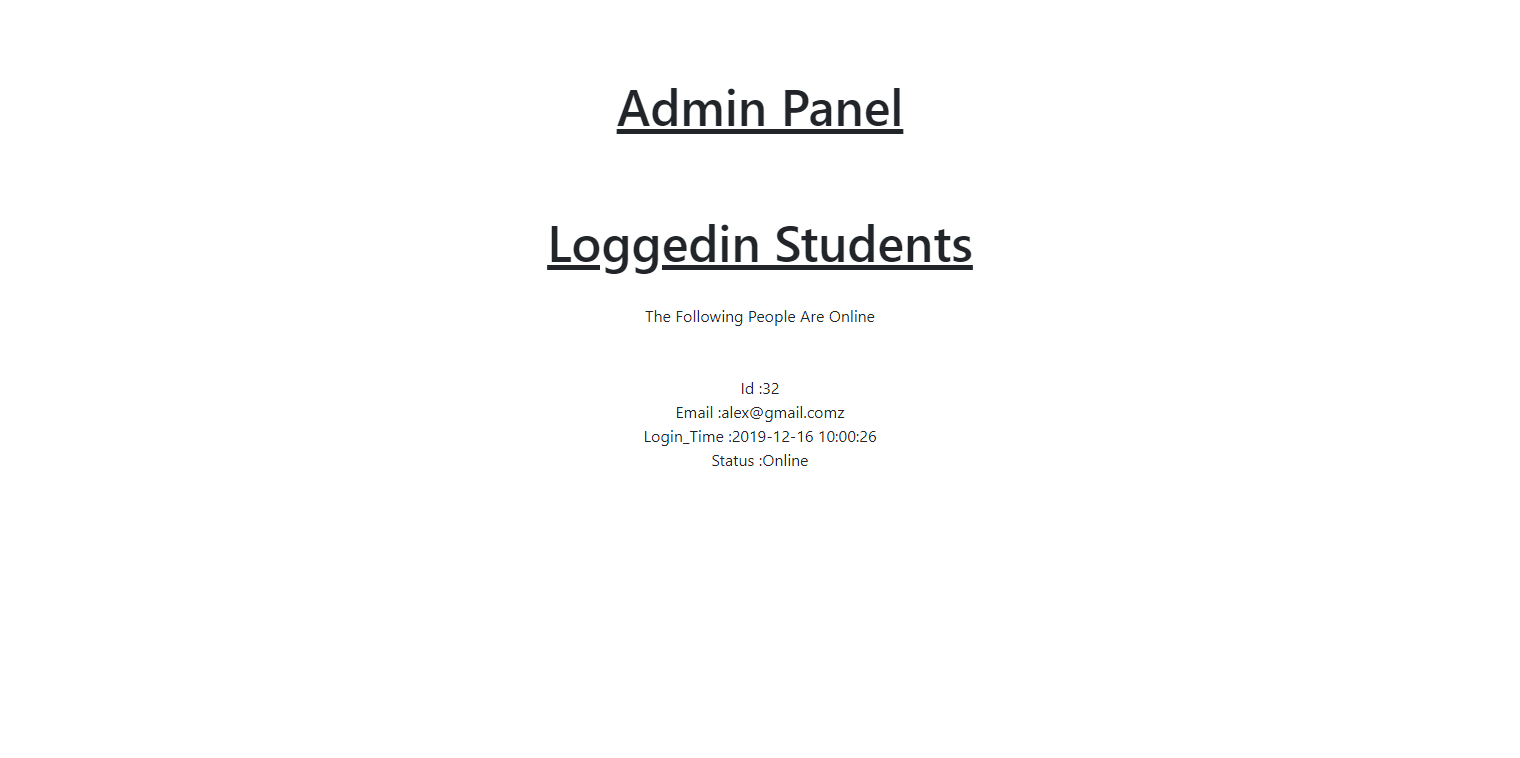 Admin Panel
Loggedin Students
The Following People Are Online
Id :32
Email :alex@gmail.comz
Login_Time :2019-12-16 10:00:26
Status :Online